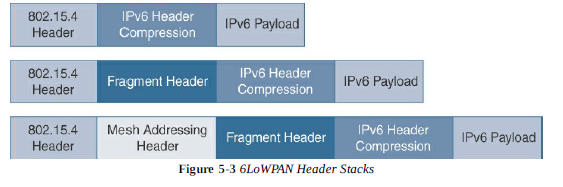 802.15.4 Header
IPv6 Header Compression
IPv6 Payload
802.15.4 Header
Fragment Header
IPv6 Header Compression
IPv6 Payload
802.15.4 Header
Mesh Addressing Header
Fragment Header
IPv6 Header Compression
IPv6 Payload
Figure 5-3 6LoWPAN Header Stacks